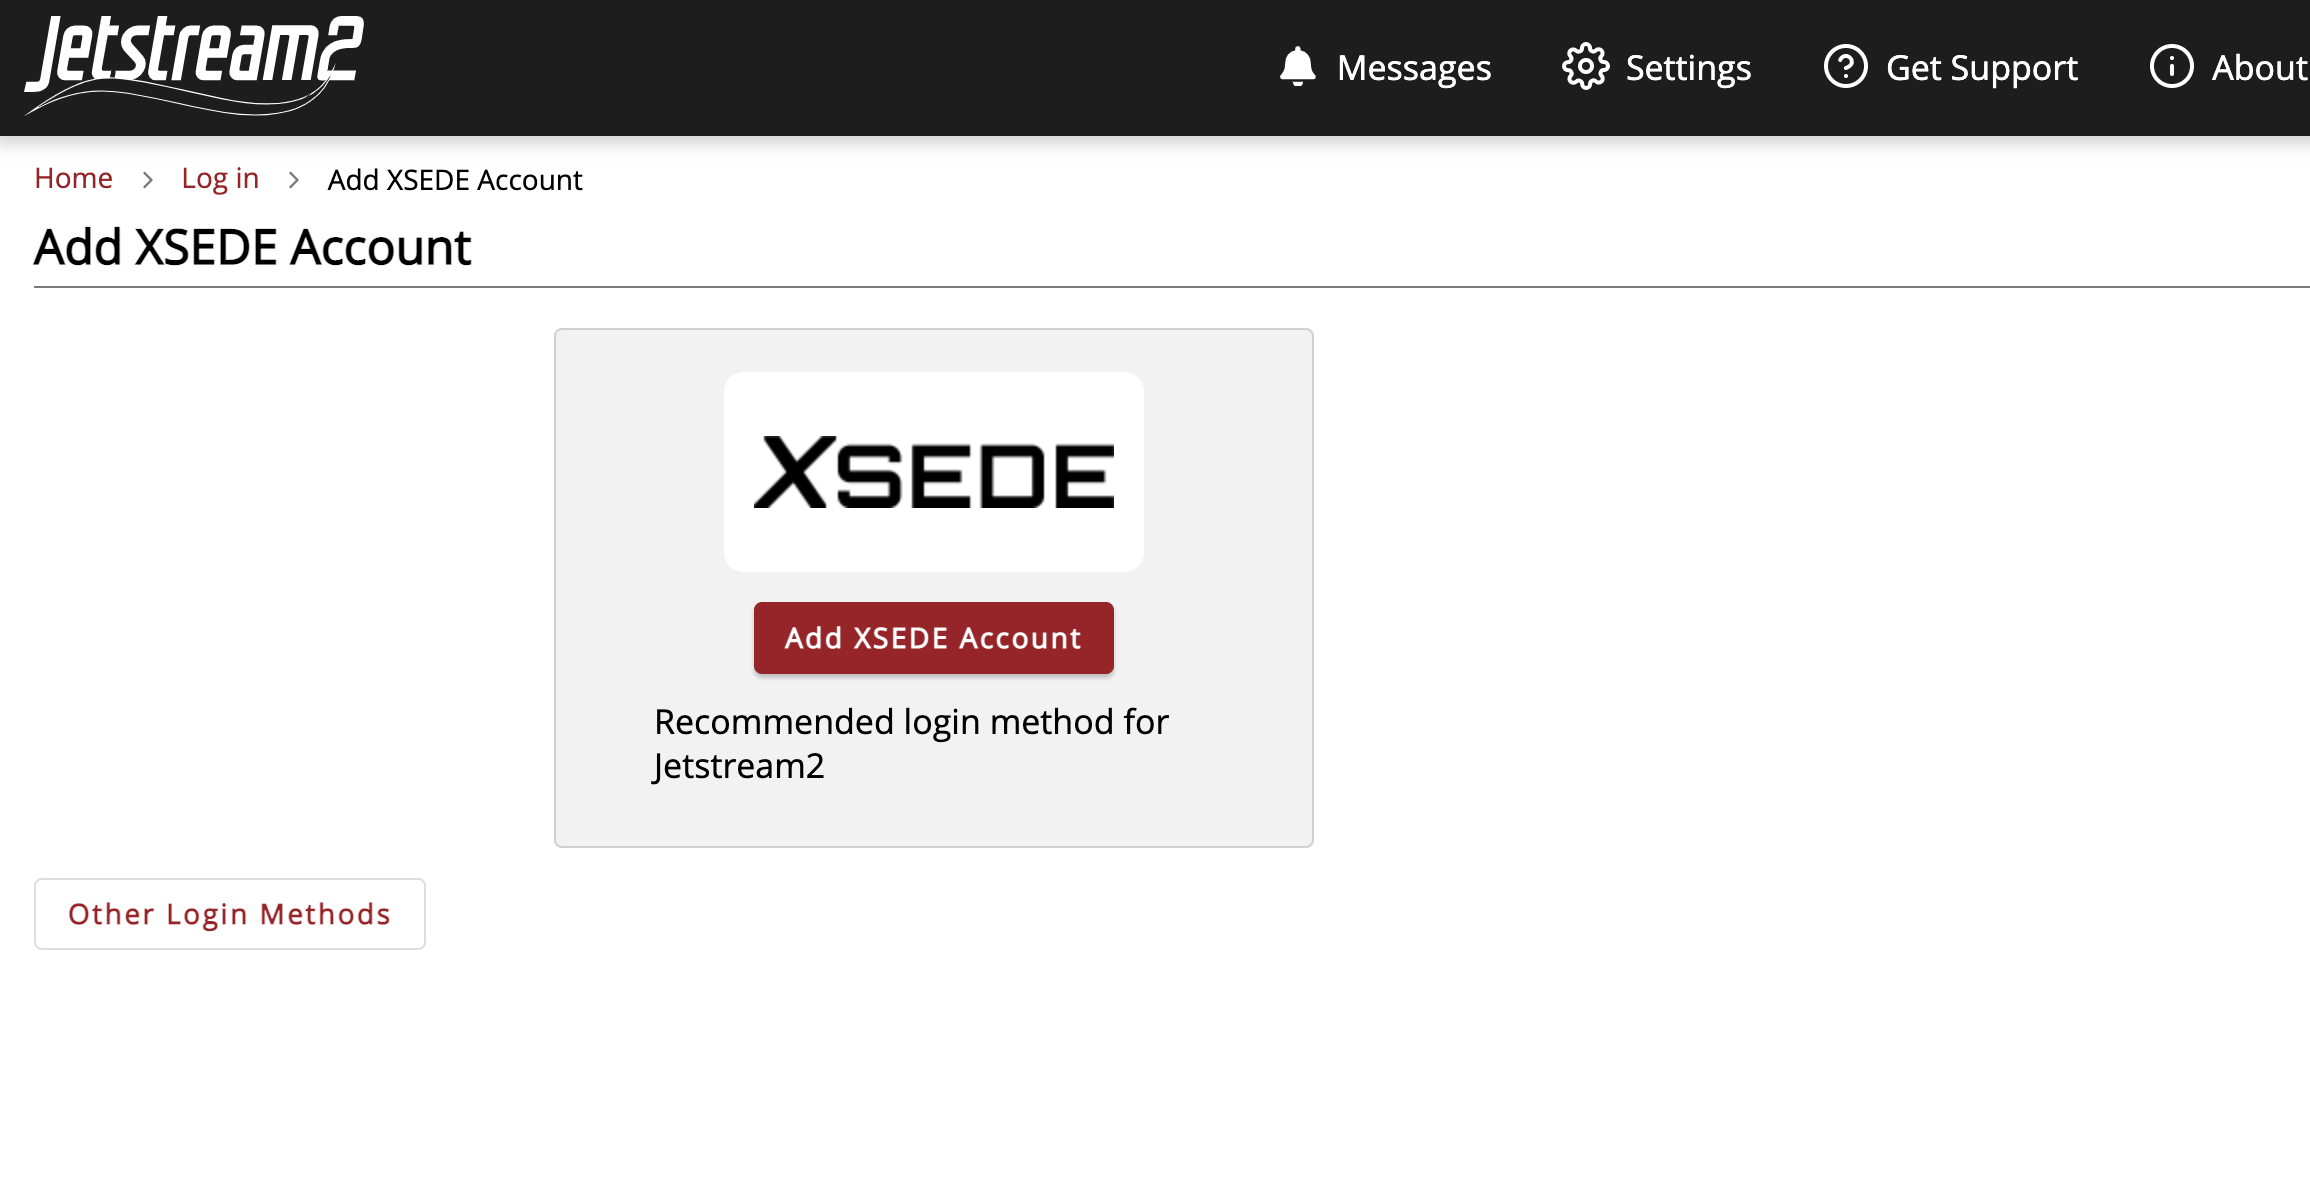 Jetstream2
Messages
Settings
Get Support
About
Home > Log in > Add XSEDE Account
Add XSEDE Account
XSEDE
Add XSEDE Account
Recommended login method for
Jetstream2
Other Login Methods